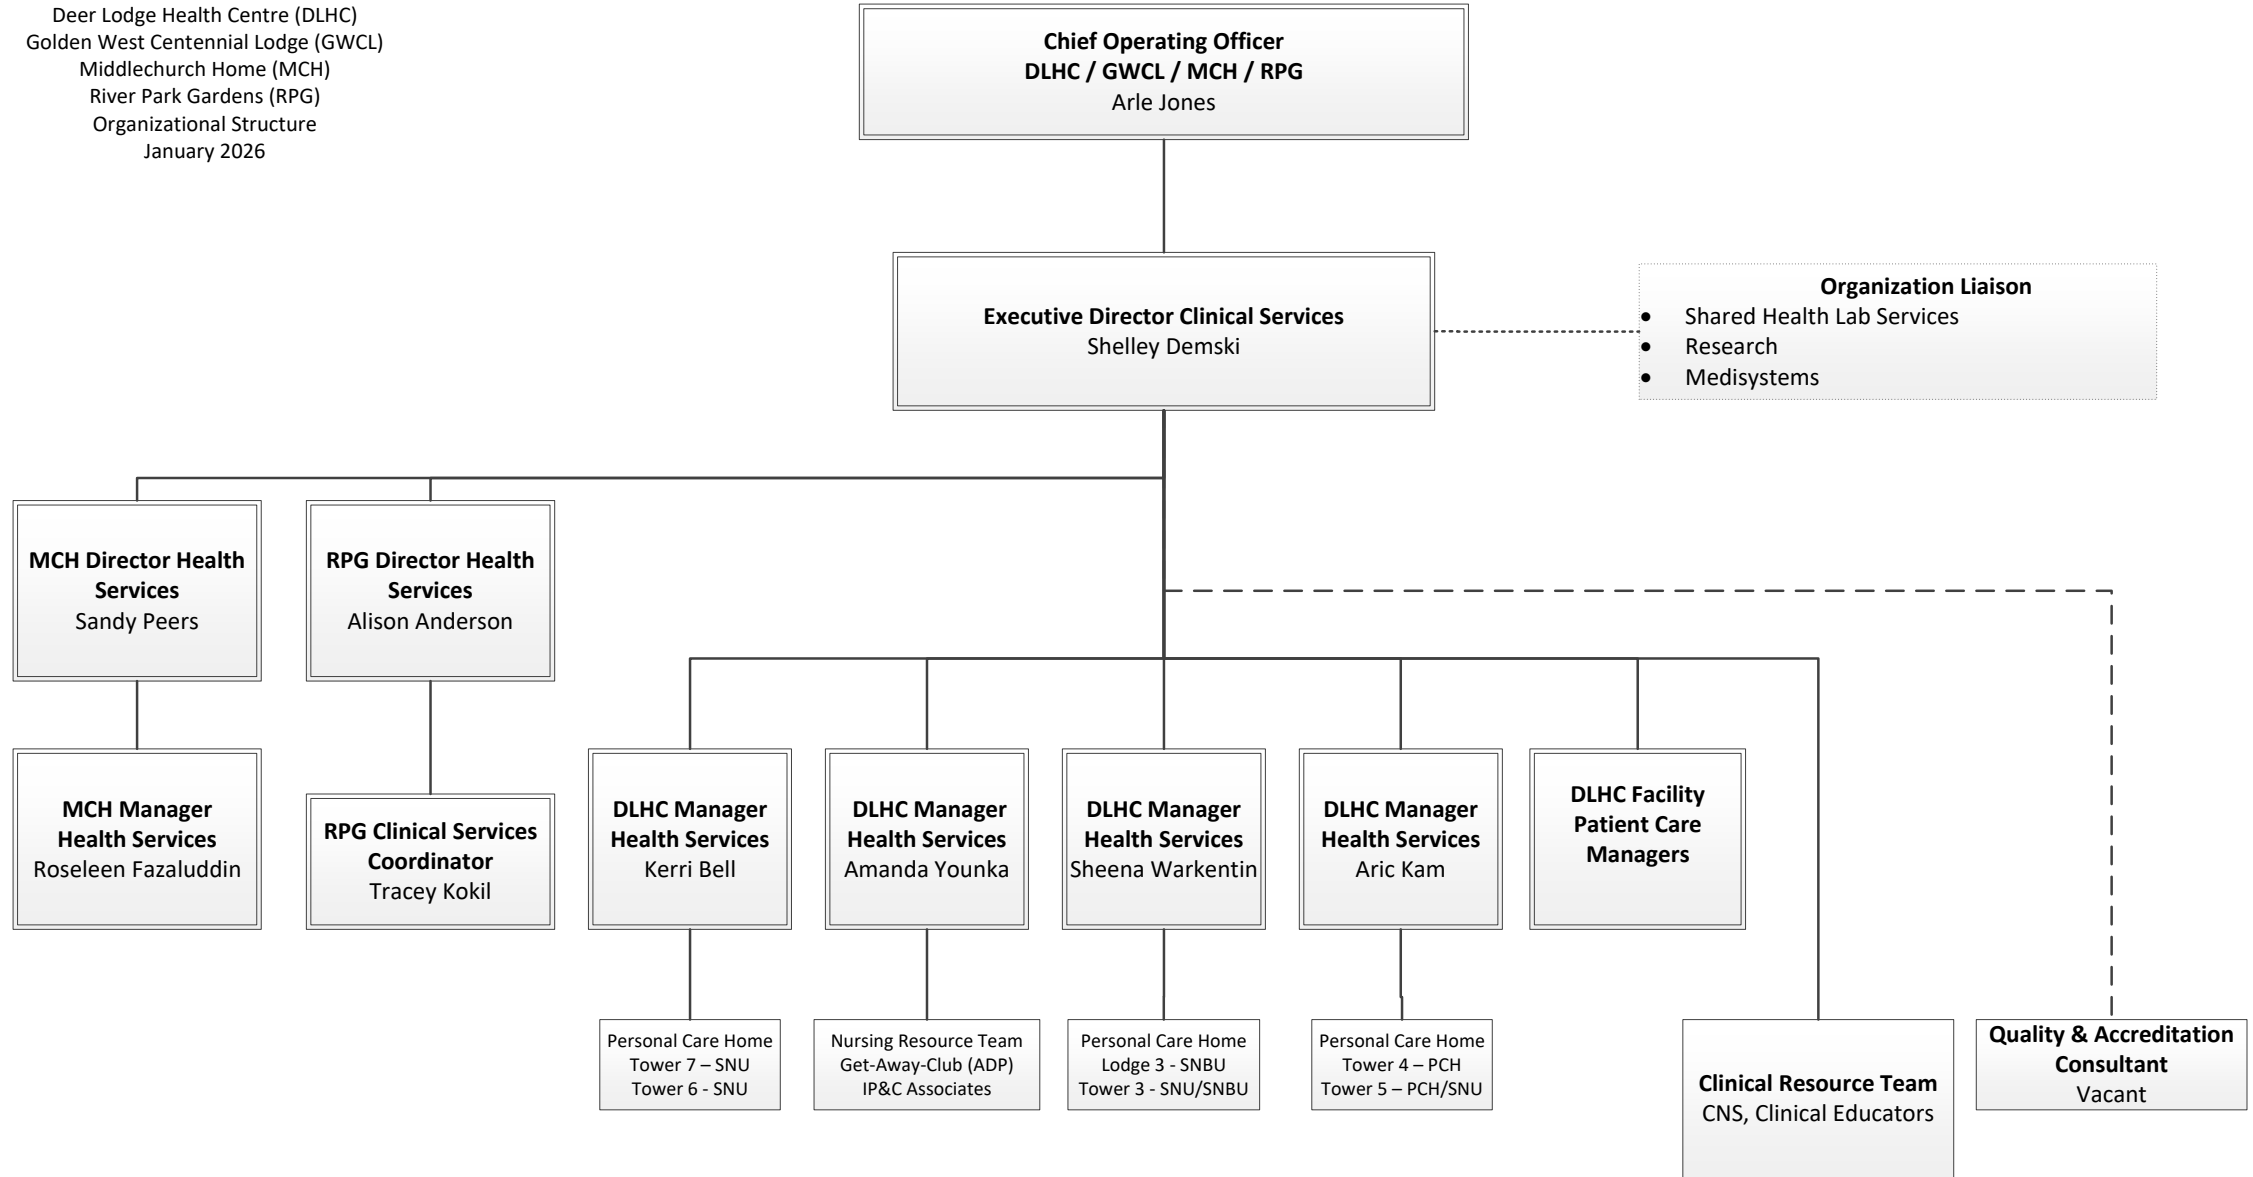 Deer Lodge Health Centre (DLHC)
Golden West Centennial Lodge (GWCL)
Middlechurch Home (MCH)
River Park Gardens (RPG)
Organizational Structure
January 2026
Chief Operating Officer
DLHC / GWCL / MCH / RPG
Arle Jones
Executive Director Clinical Services
Shelley Demski
Organization Liaison
• Shared Health Lab Services
• Research
• Medisystems
MCH Director Health
Services
Sandy Peers
RPG Director Health
Services
Alison Anderson
MCH Manager
Health Services
Roseleen Fazaluddin
RPG Clinical Services
Coordinator
Tracey Kokil
DLHC Manager
Health Services
Kerri Bell
DLHC Manager
Health Services
Amanda Younka
DLHC Manager
Health Services
Sheena Warkentin
DLHC Manager
Health Services
Aric Kam
DLHC Facility
Patient Care
Managers
Personal Care Home
Tower 7 – SNU
Tower 6 - SNU
Nursing Resource Team
Get-Away-Club (ADP)
IP&C Associates
Personal Care Home
Lodge 3 - SNBU
Tower 3 - SNU/SNBU
Personal Care Home
Tower 4 – PCH
Tower 5 – PCH/SNU
Clinical Resource Team
CNS, Clinical Educators
Quality & Accreditation
Consultant
Vacant